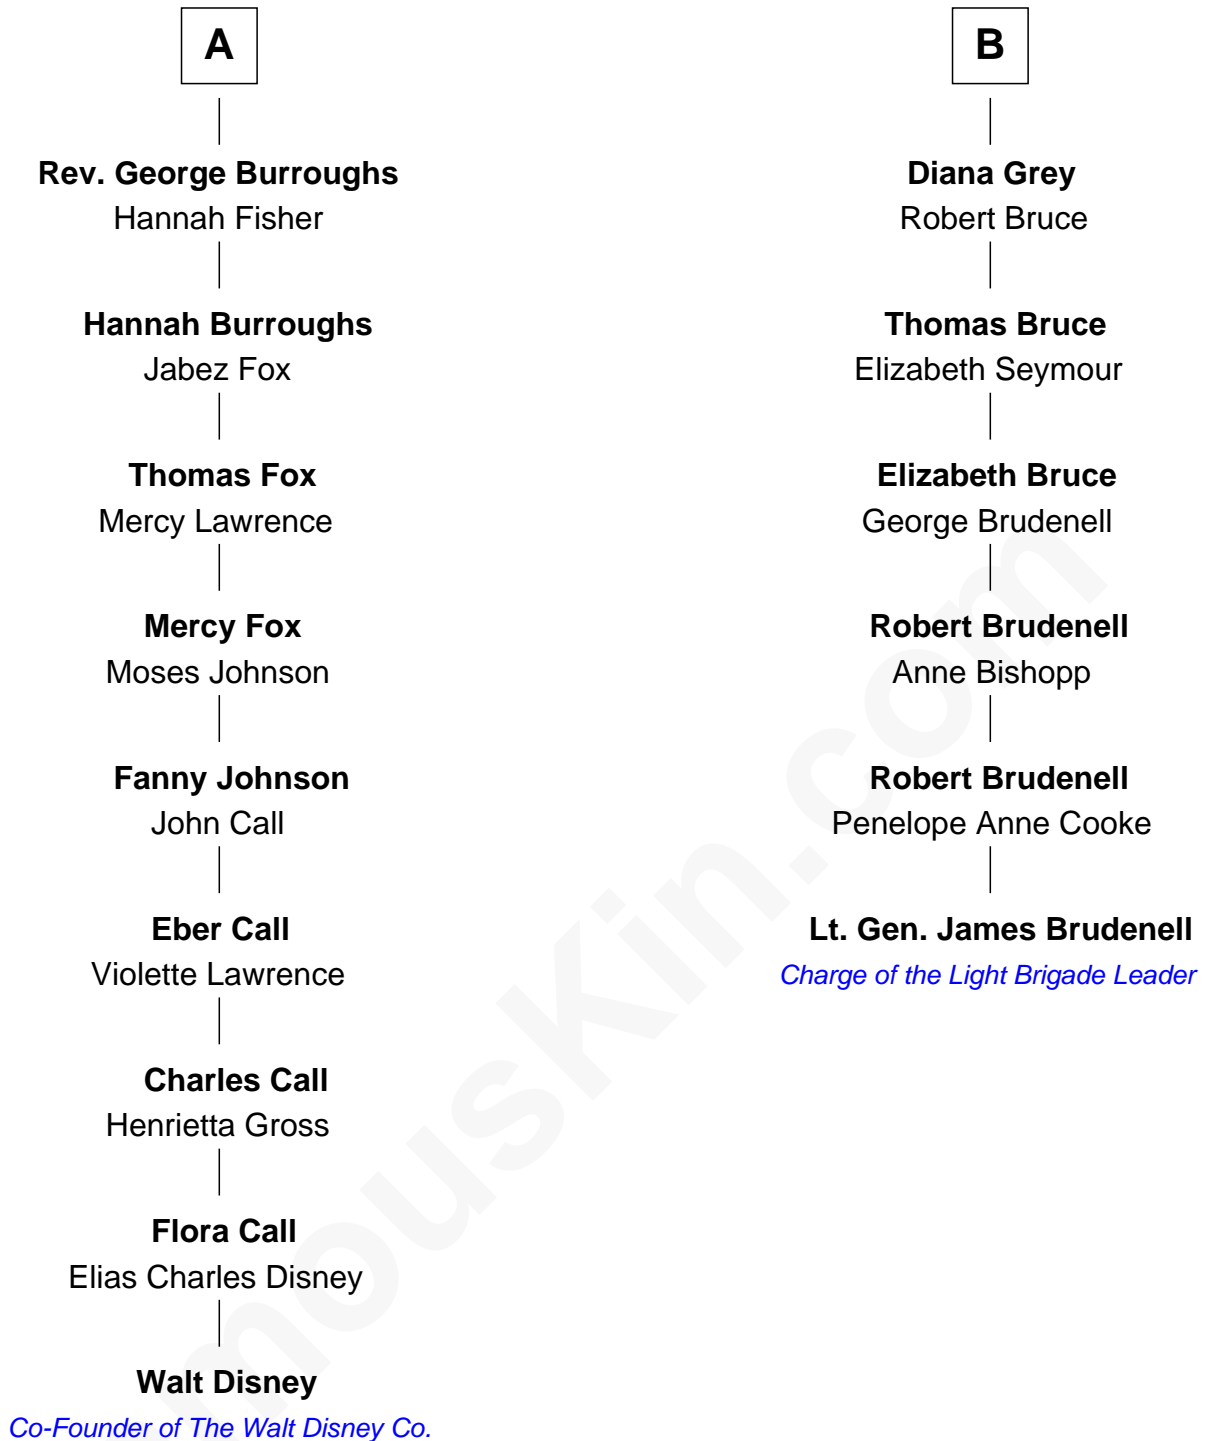 A
Rev. George Burroughs
Hannah Fisher
Hannah Burroughs
Jabez Fox
Thomas Fox
Mercy Lawrence
Mercy Fox
Moses Johnson
Fanny Johnson
John Call
Eber Call
Violette Lawrence
Charles Call
Henrietta Gross
Flora Call
Elias Charles Disney
Walt Disney
Co-Founder of The Walt Disney Co.
B
Diana Grey
Robert Bruce
Thomas Bruce
Elizabeth Seymour
Elizabeth Bruce
George Brudenell
Robert Brudenell
Anne Bishopp
Robert Brudenell
Penelope Anne Cooke
Lt. Gen. James Brudenell
Charge of the Light Brigade Leader
mousKin.com